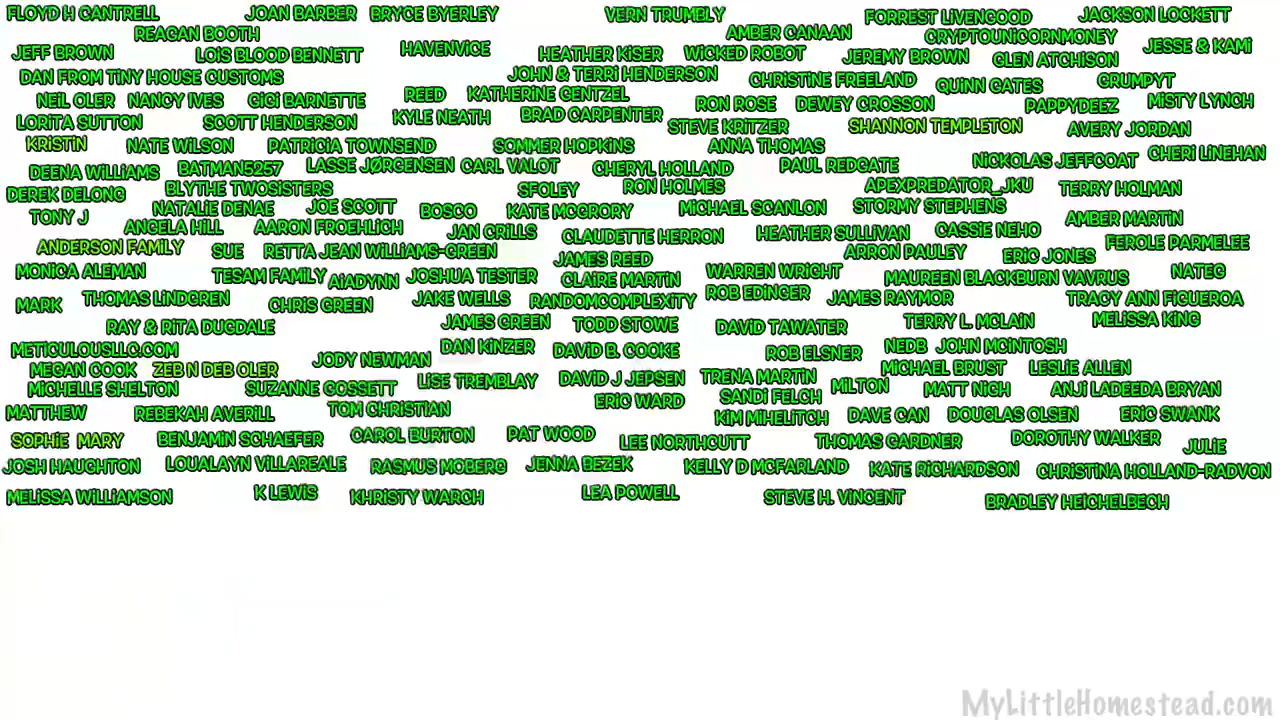 FLOYD H CANTRELL JOAN BARBER BRYCE BYERLEY VERN TRUMBLY FORREST LIVENGOOD JACKSON LOCKETT
REAGAN BOOTH AMBER CANAAN CRYPTOUNICORNMONEY
JEFF BROWN LOIS BLOOD BENNETT HAVENVICE HEATHER KISER WICKED ROBOT JEREMY BROWN GLEN ATCHISON JESSE & KAMI
DAN FROM TINY HOUSE CUSTOMS JOHN & TERRI HENDERSON CHRISTINE FREELAND QUINN GATES GRUMPYT
NEIL OLER NANCY IVES GIGI BARNETTE REED KATHERINE GENTZEL RON ROSE DEWEY CROSSON PAPPYDEEZ MISTY LYNCH
LORITA SUTTON SCOTT HENDERSON KYLE NEATH BRAD CARPENTER STEVE KRITZER SHANNON TEMPLETON AVERY JORDAN
KRISTIN NATE WILSON PATRICIA TOWNSEND SOMMER HOPKINS ANNA THOMAS CHERI LINEHAN
DEENA WILLIAMS BATMAN5257 LASSE JØRGENSEN CARL VALOT CHERYL HOLLAND PAUL REDGATE NICKOLAS JEFFCOAT
DEREK DELONG BLYTHE TWOSISTERS SFOLEY RON HOLMES APEXPREDATOR_JKU TERRY HOLMAN
TONY J NATALIE DENAE JOE SCOTT BOSCO KATE MCGRORY MICHAEL SCANLON STORMY STEPHENS AMBER MARTIN
ANGELA HILL AARON FROEHLICH JAN CRILLS CLAUDETTE HERRON HEATHER SULLIVAN CASSIE NEHO
ANDERSON FAMILY SUE RETTA JEAN WILLIAMS-GREEN JAMES REED ARRON PAULEY ERIC JONES FEROLE PARMELEE
MONICA ALEMAN TESAM FAMILY AIADYNN JOSHUA TESTER CLAIRE MARTIN WARREN WRIGHT MAUREEN BLACKBURN VAVRUS NATEG
MARK THOMAS LINDGREN CHRIS GREEN JAKE WELLS RANDOMCOMPLEXITY ROB EDINGER JAMES RAYMOR TRACY ANN FIGUEROA
RAY & RITA DUGDALE JAMES GREEN TODD STOWE DAVID TAWATER TERRY L. MCLAIN MELISSA KING
METICULOUSLLC.COM DAN KINZER DAVID B. COOKE ROB ELSNER NEDB JOHN MCINTOSH
MEGAN COOK ZEB N DEB OLER JODY NEWMAN MICHAEL BRUST LESLIE ALLEN
MICHELLE SHELTON SUZANNE GOSSETT LISE TREMBLAY DAVID J JEPSEN TRENA MARTIN MILTON MATT NIGH ANJI LADEEDA BRYAN
MATTHEW REBEKAH AVERILL TOM CHRISTIAN ERIC WARD SANDI FELCH KIM MIHELITCH DAVE CAN DOUGLAS OLSEN ERIC SWANK
SOPHIE MARY BENJAMIN SCHAEFER CAROL BURTON PAT WOOD LEE NORTHCUTT THOMAS GARDNER DOROTHY WALKER JULIE
JOSH HAUGHTON LOUALAYN VILLAREALE RASMUS MOBERG JENNA BEZEK KELLY D MCFARLAND KATE RICHARDSON CHRISTINA HOLLAND-RADVON
MELISSA WILLIAMSON K LEWIS KHRISTY WARCH LEA POWELL STEVE H. VINCENT BRADLEY HEICHELBECH
MyLittleHomestead.com